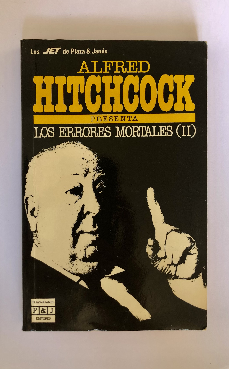 Los JET de Plaza & Janés
ALFRED
HITCHCOCK
PRESENTA
LOS ERRORES MORTALES (II)
P&J